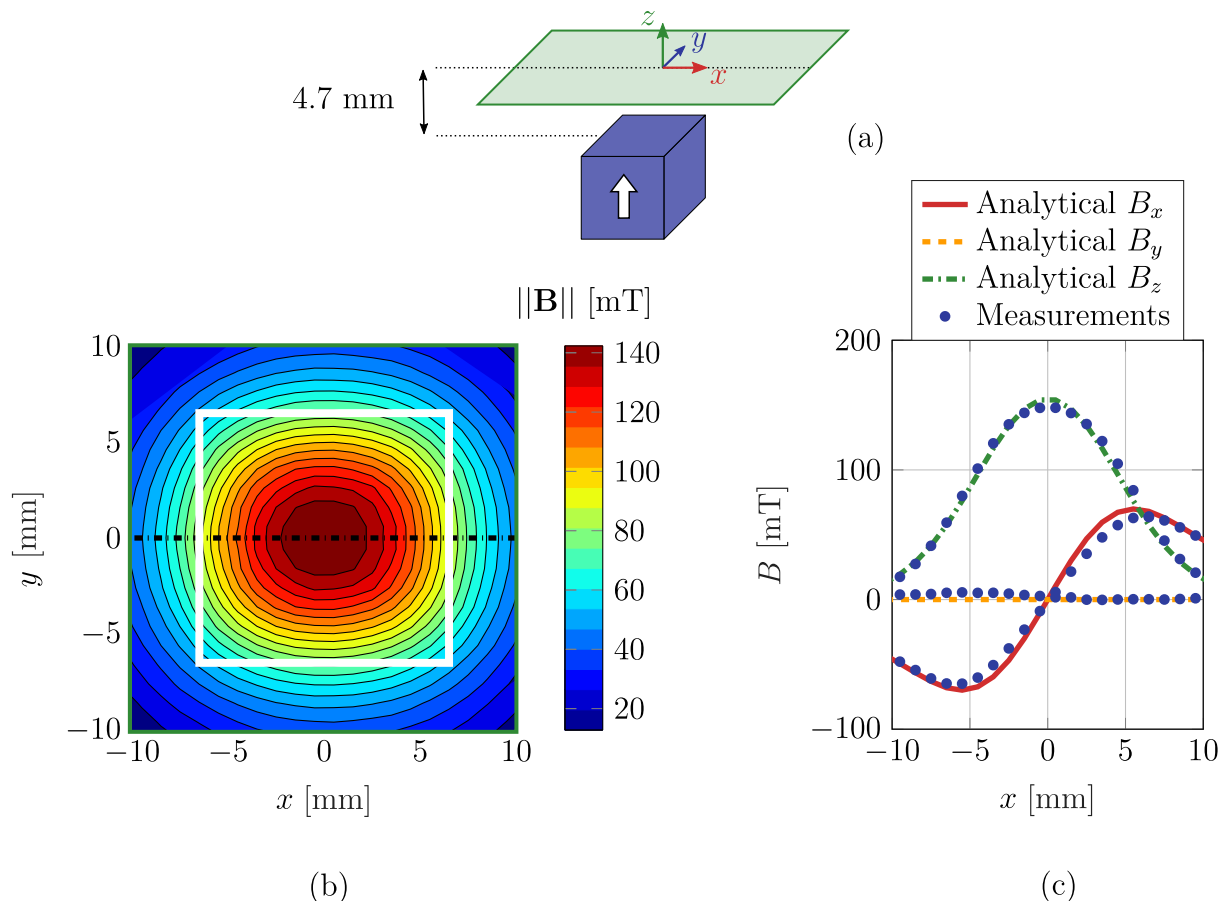 z
y
x
4.7 mm
(a)
Analytical Bₓ
Analytical B_y
Analytical B_z
Measurements
||B|| [mT]
10
5
0
−5
−10
y [mm]
−10
−5
0
5
10
x [mm]
140
120
100
80
60
40
20
200
100
0
−100
B [mT]
−10
−5
0
5
10
x [mm]
(b)
(c)